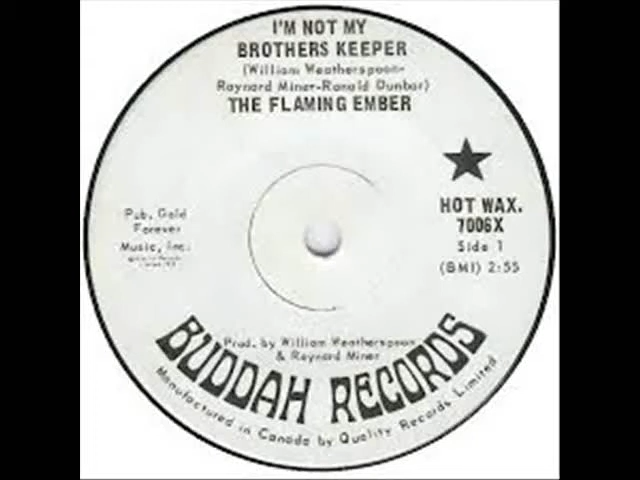 I'M NOT MY
BROTHERS KEEPER
(William Weatherspoon-
Raynard Miner-Ronald Dunbar)
THE FLAMING EMBER
HOT WAX.
7006X
Side 1
(BMI) 2:55
Pub. Gold
Forever
Music, Inc.
Prod. by William Weatherspoon
& Raynard Miner
BUDDAH RECORDS
Manufactured in Canada by Quality Records Limited